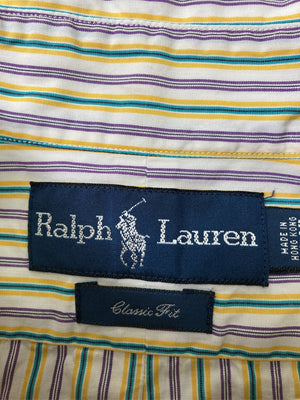 Ralph Lauren
MADE IN
HONG KONG
Classic Fit